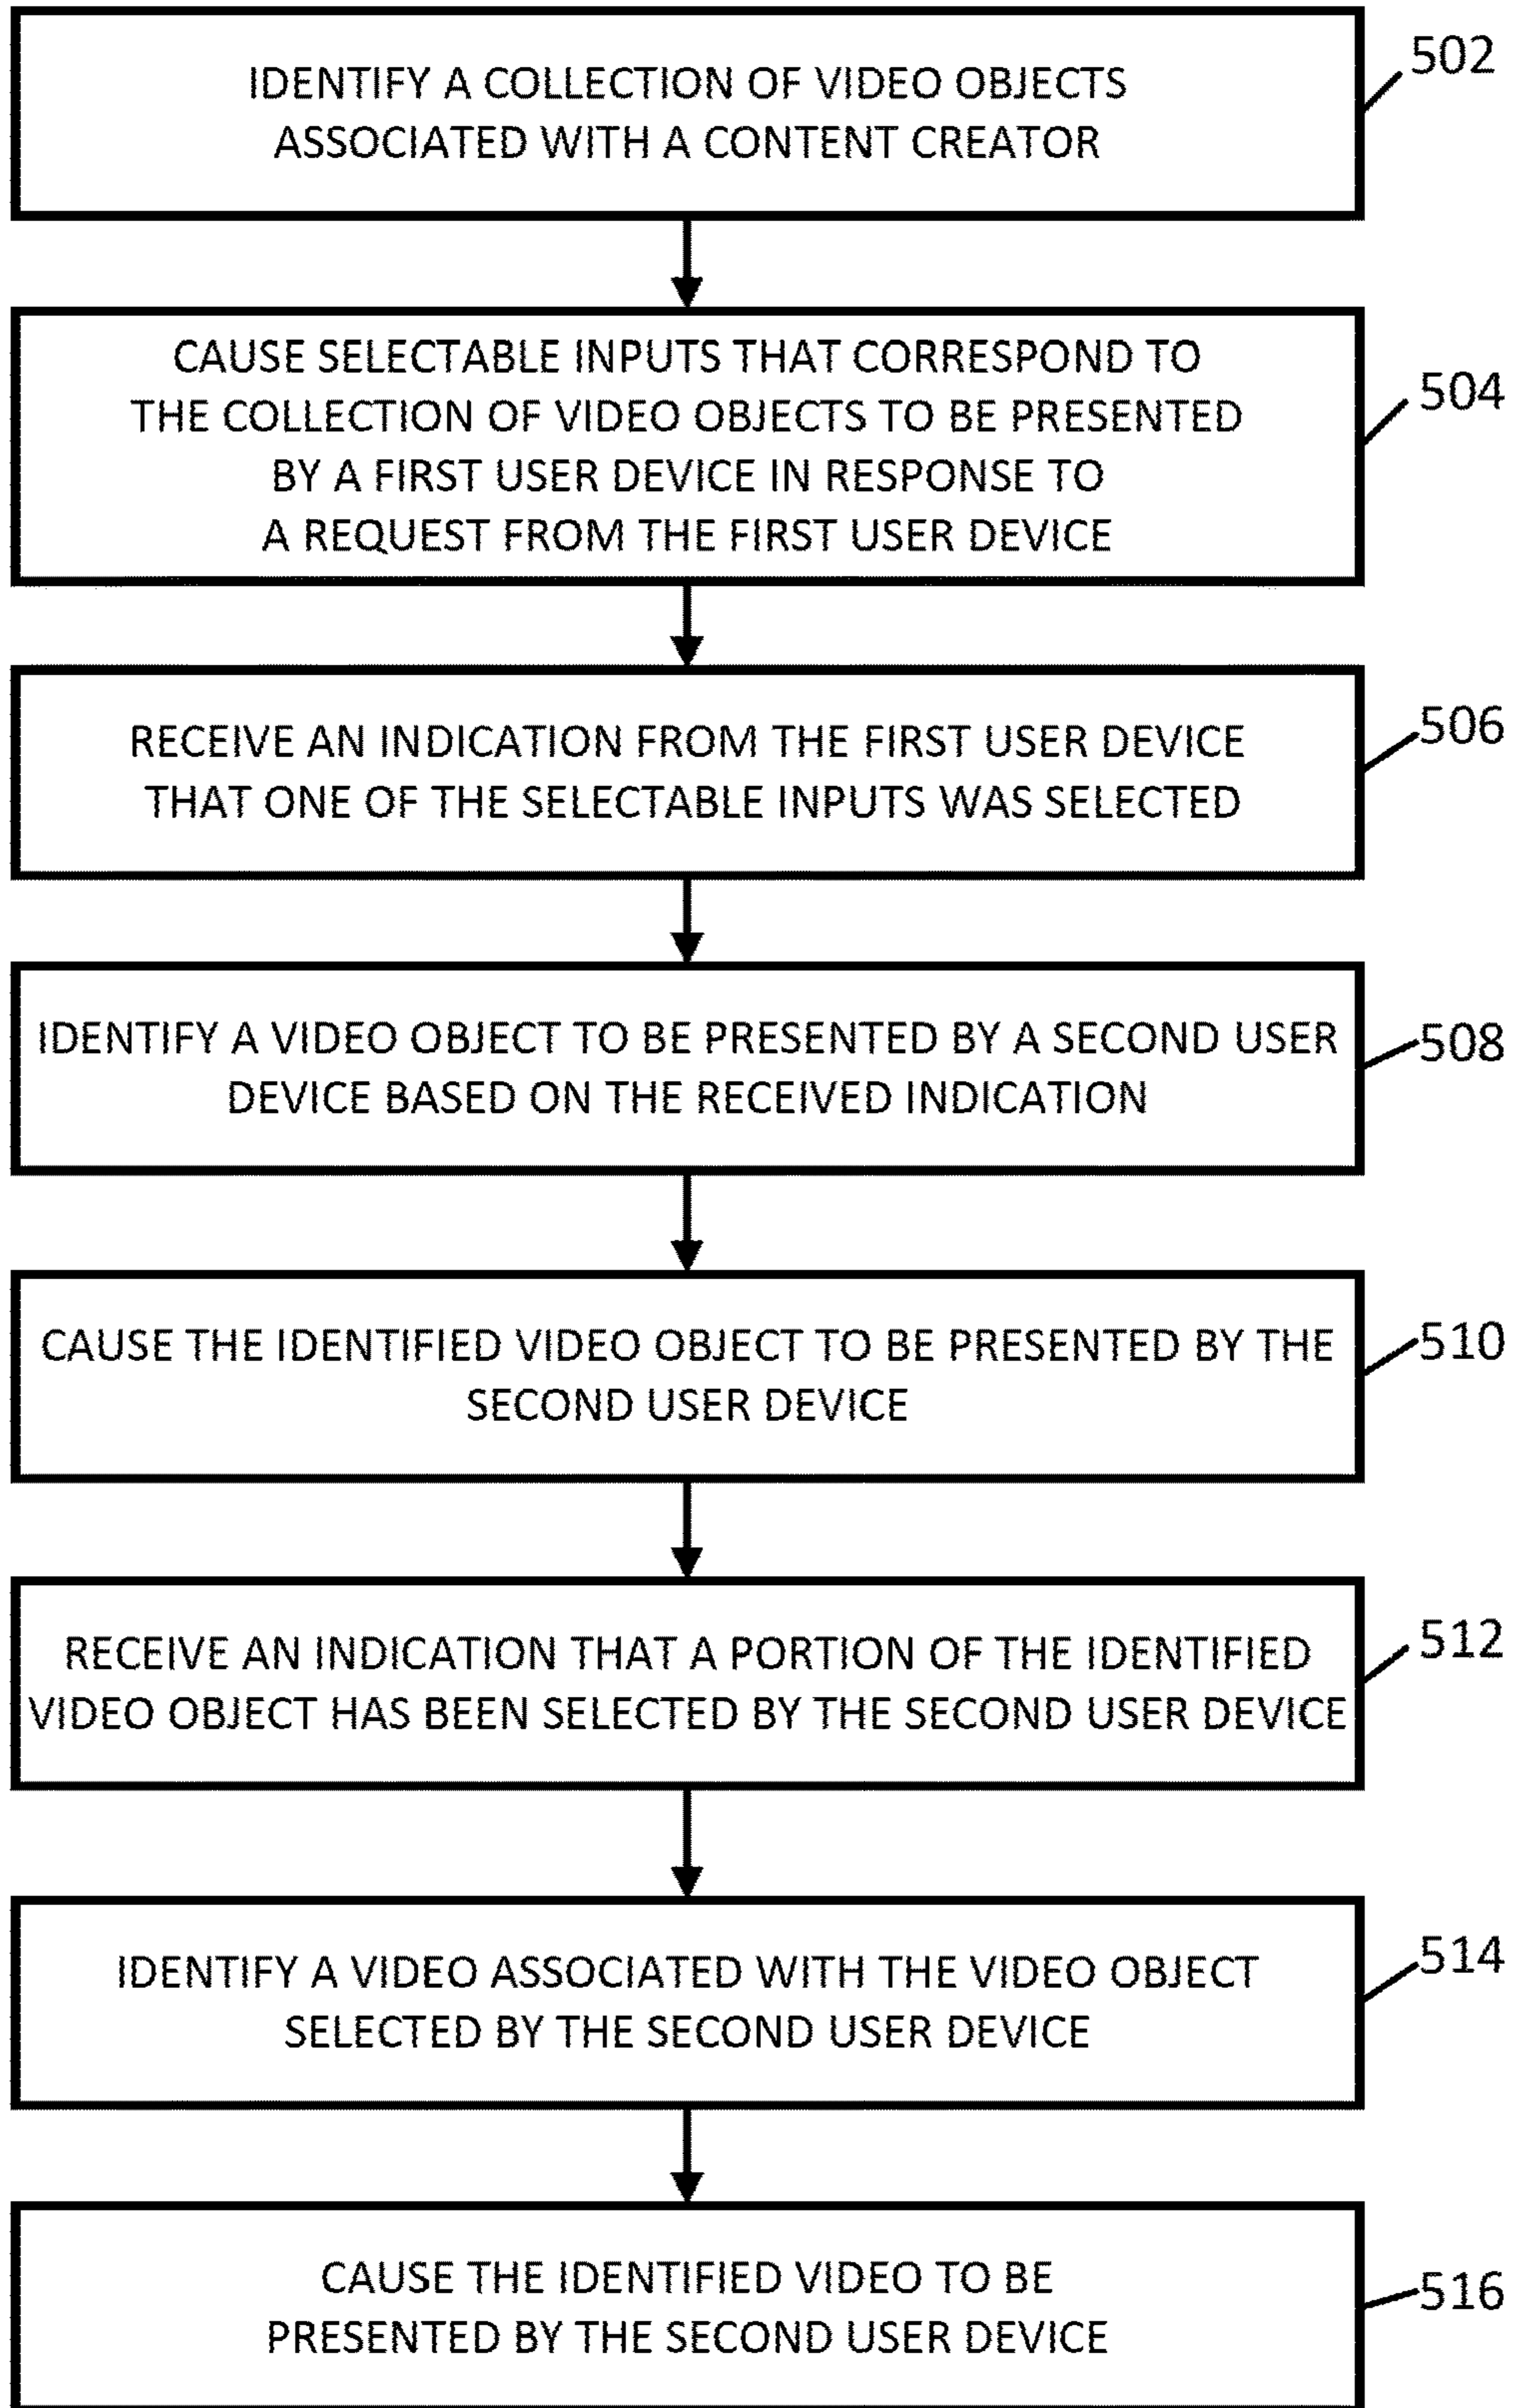 IDENTIFY A COLLECTION OF VIDEO OBJECTS
ASSOCIATED WITH A CONTENT CREATOR
502
CAUSE SELECTABLE INPUTS THAT CORRESPOND TO
THE COLLECTION OF VIDEO OBJECTS TO BE PRESENTED
BY A FIRST USER DEVICE IN RESPONSE TO
A REQUEST FROM THE FIRST USER DEVICE
504
RECEIVE AN INDICATION FROM THE FIRST USER DEVICE
THAT ONE OF THE SELECTABLE INPUTS WAS SELECTED
506
IDENTIFY A VIDEO OBJECT TO BE PRESENTED BY A SECOND USER
DEVICE BASED ON THE RECEIVED INDICATION
508
CAUSE THE IDENTIFIED VIDEO OBJECT TO BE PRESENTED BY THE
SECOND USER DEVICE
510
RECEIVE AN INDICATION THAT A PORTION OF THE IDENTIFIED
VIDEO OBJECT HAS BEEN SELECTED BY THE SECOND USER DEVICE
512
IDENTIFY A VIDEO ASSOCIATED WITH THE VIDEO OBJECT
SELECTED BY THE SECOND USER DEVICE
514
CAUSE THE IDENTIFIED VIDEO TO BE
PRESENTED BY THE SECOND USER DEVICE
516